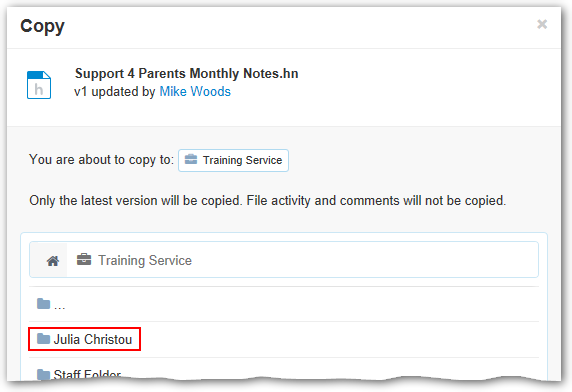 Copy
h
Support 4 Parents Monthly Notes.hn
v1 updated by Mike Woods
You are about to copy to: Training Service
Only the latest version will be copied. File activity and comments will not be copied.
Training Service
...
Julia Christou
Staff Folder